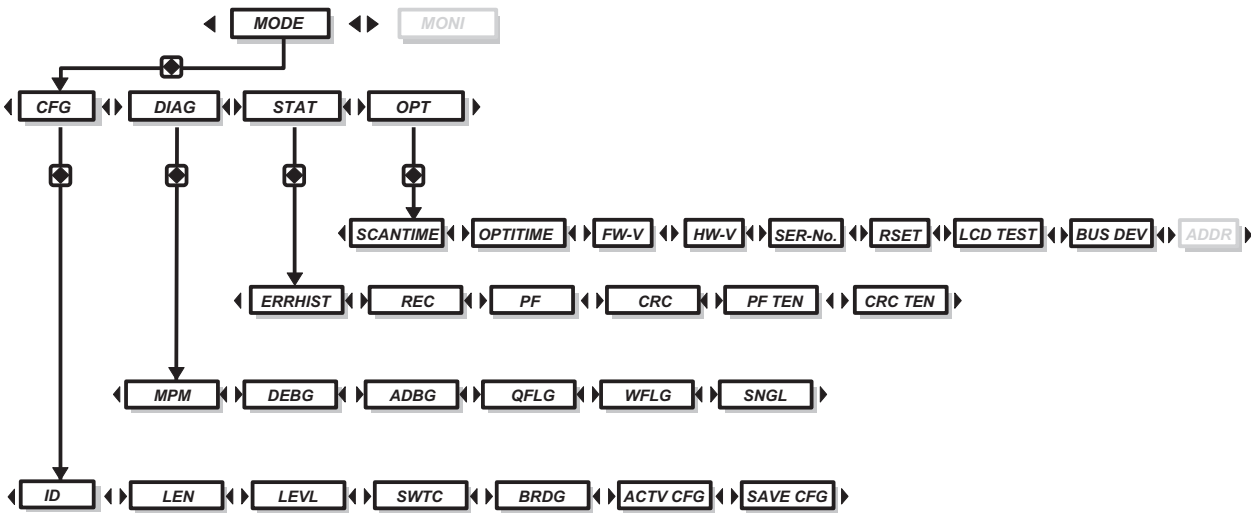 MODE MONI
CFG DIAG STAT OPT
SCANTIME OPTITIME FW-V HW-V SER-No. RSET LCD TEST BUS DEV ADDR
ERRHIST REC PF CRC PF TEN CRC TEN
MPM DEBG ADBG QFLG WFLG SNGL
ID LEN LEVL SWTC BRDG ACTV CFG SAVE CFG